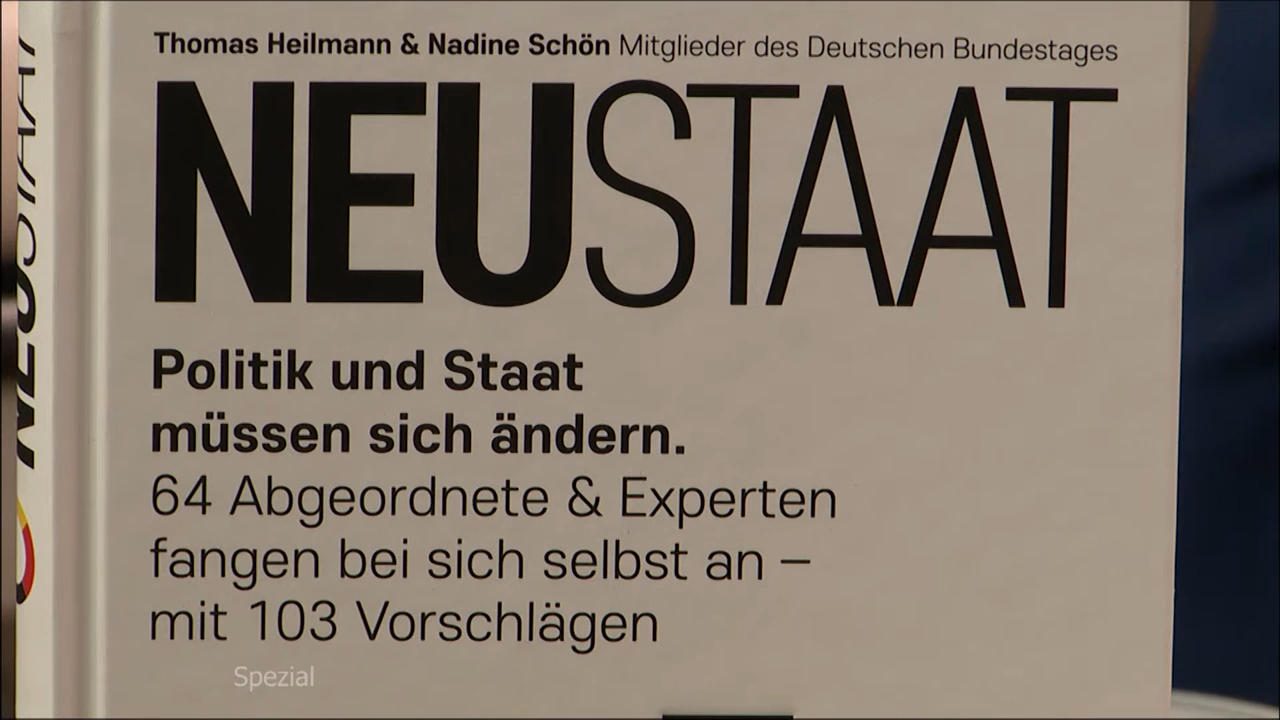 NEUSTAAT
Thomas Heilmann & Nadine Schön Mitglieder des Deutschen Bundestages
NEUSTAAT
Politik und Staat
müssen sich ändern.
64 Abgeordnete & Experten
fangen bei sich selbst an –
mit 103 Vorschlägen
Spezial